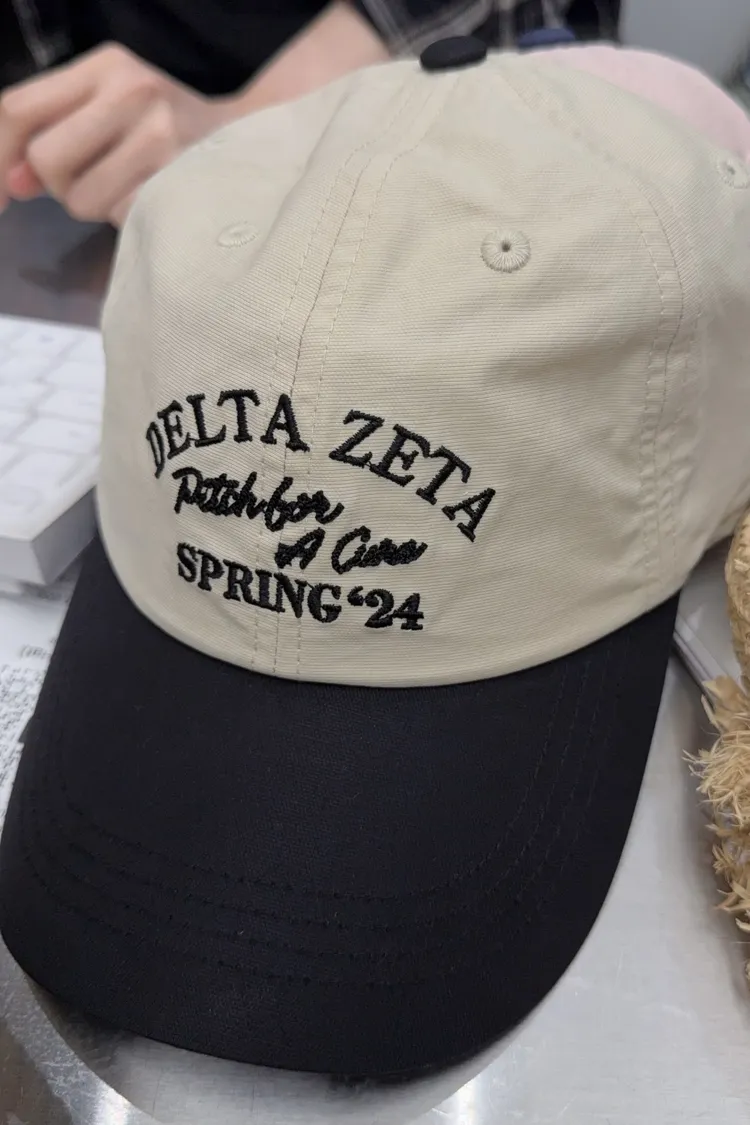 DELTA ZETA
Pitch for
A Cure
SPRING ‘24